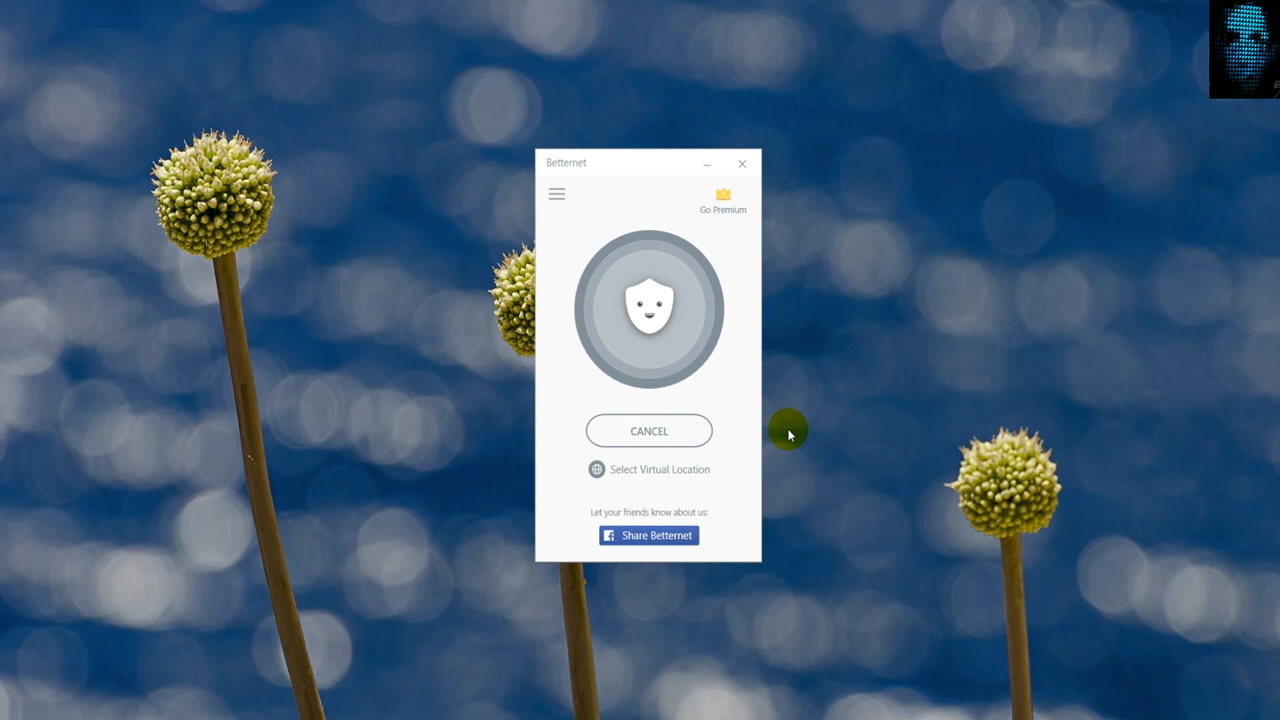 Betternet
Go Premium
CANCEL
Select Virtual Location
Let your friends know about us:
Share Betternet